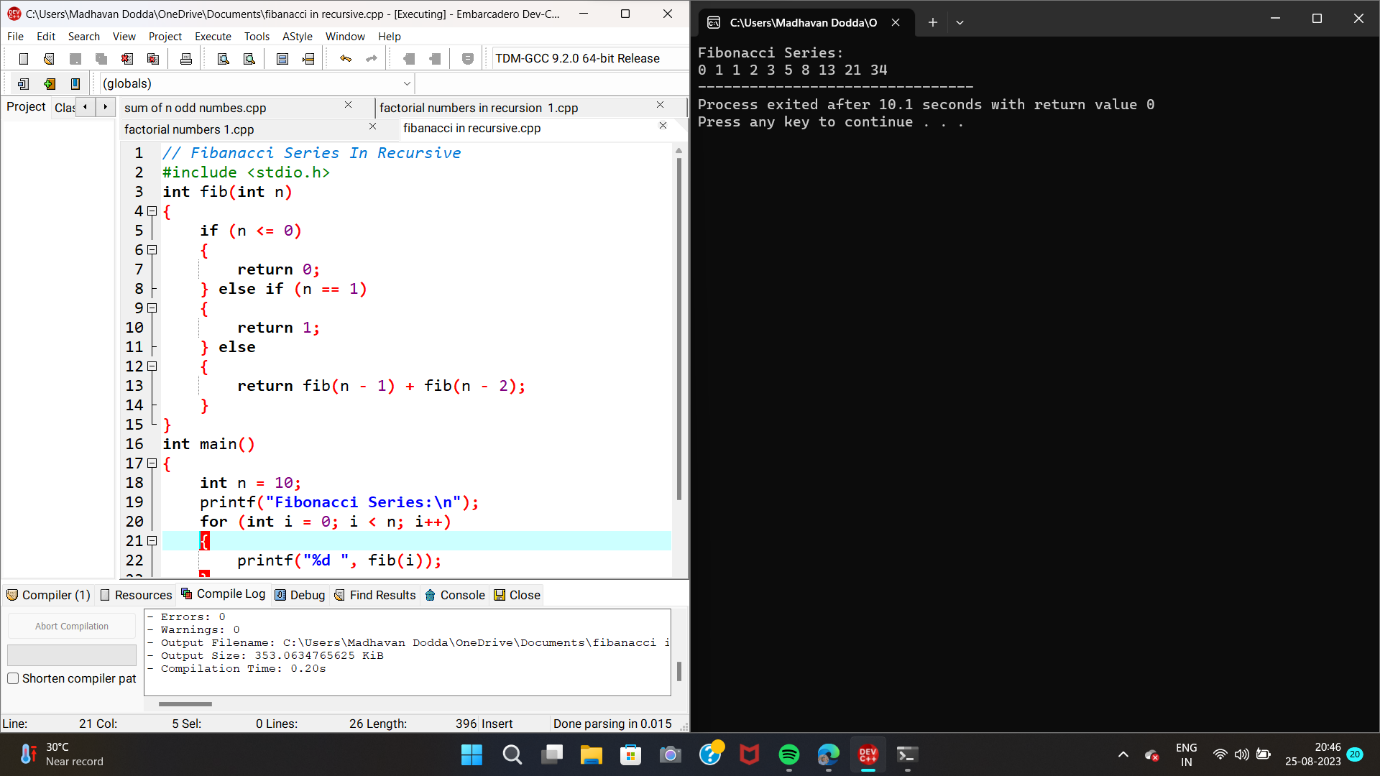 C:\Users\Madhavan Dodda\OneDrive\Documents\fibanacci in recursive.cpp - [Executing] - Embarcadero Dev-C...
File Edit Search View Project Execute Tools AStyle Window Help
TDM-GCC 9.2.0 64-bit Release
(globals)
Project Clas
sum of n odd numbes.cpp
factorial numbers in recursion 1.cpp
factorial numbers 1.cpp
fibanacci in recursive.cpp
1 // Fibanacci Series In Recursive
2 #include <stdio.h>
3 int fib(int n)
4 {
5 if (n <= 0)
6 {
7 return 0;
8 } else if (n == 1)
9 {
10 return 1;
11 } else
12 {
13 return fib(n - 1) + fib(n - 2);
14 }
15 }
16 int main()
17 {
18 int n = 10;
19 printf("Fibonacci Series:\n");
20 for (int i = 0; i < n; i++)
21 {
22 printf("%d ", fib(i));
Compiler (1) Resources Compile Log Debug Find Results Console Close
Abort Compilation
Shorten compiler pat
- Errors: 0
- Warnings: 0
- Output Filename: C:\Users\Madhavan Dodda\OneDrive\Documents\fibanacci i
- Output Size: 353.0634765625 KiB
- Compilation Time: 0.20s
Line: 21 Col: 5 Sel: 0 Lines: 26 Length: 396 Insert Done parsing in 0.015
C:\Users\Madhavan Dodda\O
Fibonacci Series:
0 1 1 2 3 5 8 13 21 34
--------------------------------
Process exited after 10.1 seconds with return value 0
Press any key to continue . . .
30°C
Near record
DEV
C++
ENG
IN
20:46
25-08-2023
20